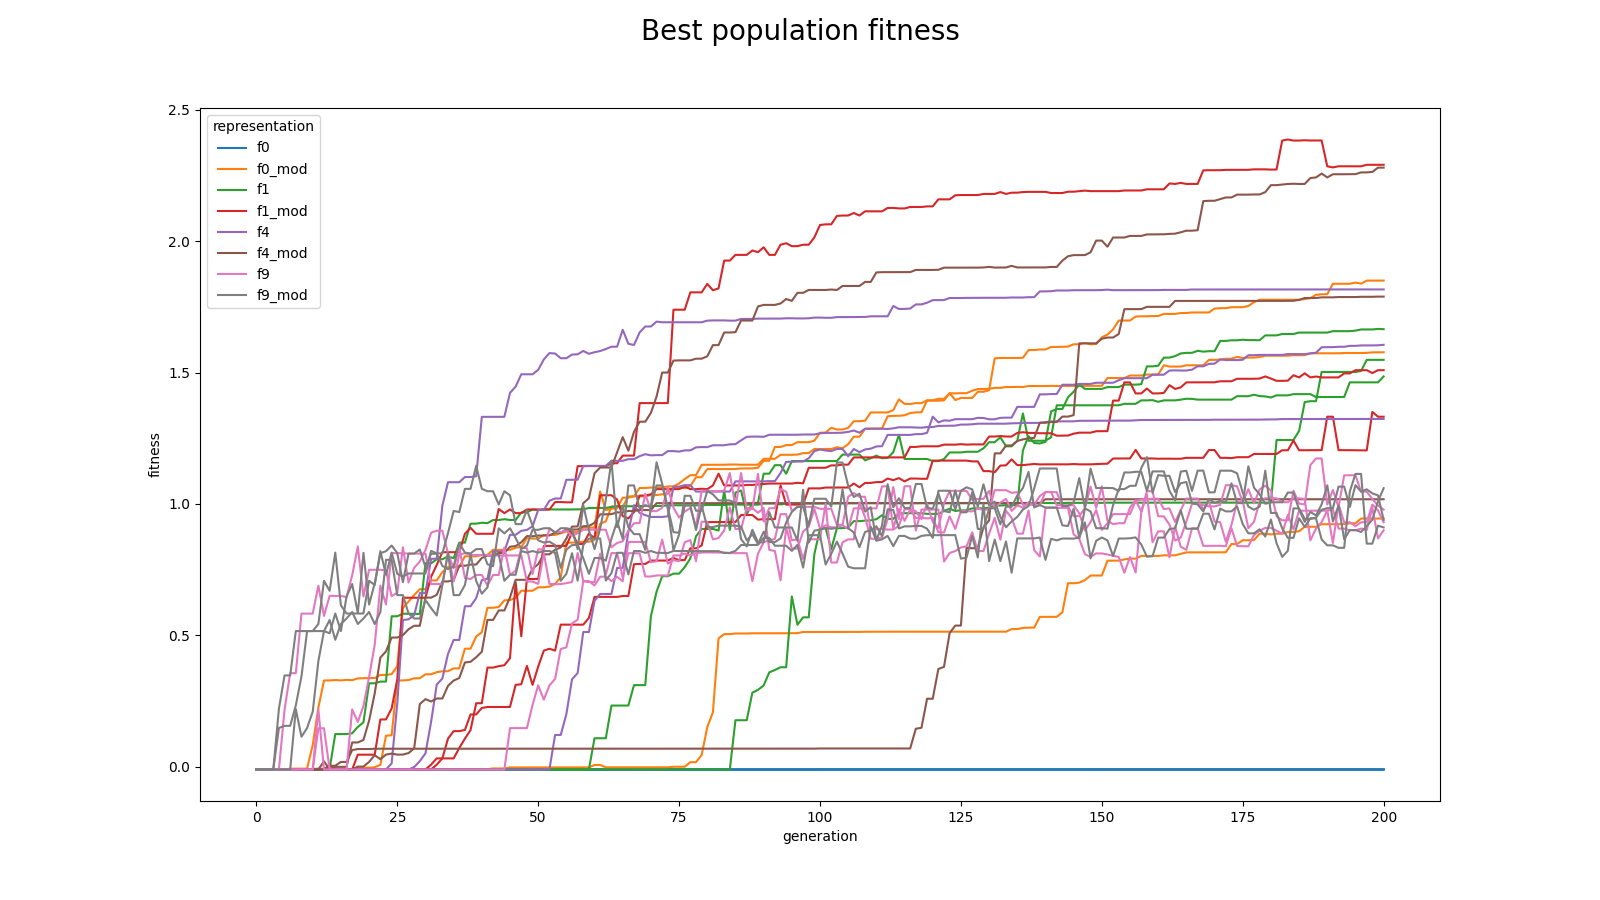 Best population fitness
2.5
2.0
1.5
1.0
0.5
0.0
fitness
representation
f0
f0_mod
f1
f1_mod
f4
f4_mod
f9
f9_mod
0 25 50 75 100 125 150 175 200
generation